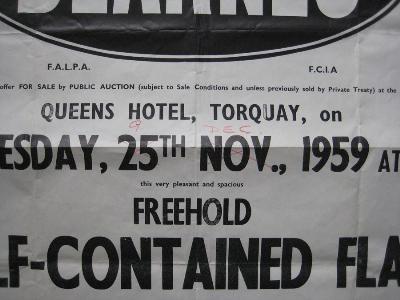 F.A.L.P.A. F.C.I.A
offer FOR SALE by PUBLIC AUCTION (subject to Sale Conditions and unless previously sold by Private Treaty) at the
QUEENS HOTEL, TORQUAY, on
9 DEC.
ESDAY, 25TH NOV., 1959 AT
this very pleasant and spacious
FREEHOLD
LF-CONTAINED FLA